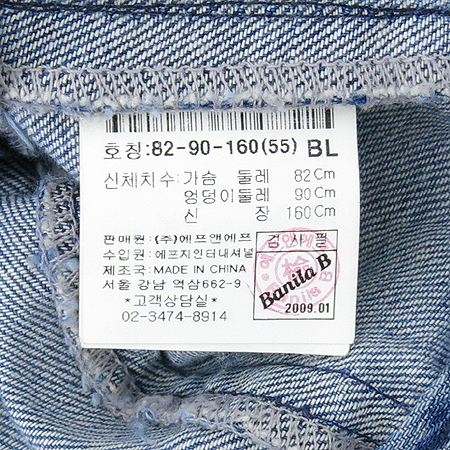 호칭:82-90-160(55) BL
신체치수:가슴 둘레 82Cm
엉덩이둘레 90Cm
신 장 160Cm
판매원 : (주)에프앤에프
수입원 : 에포지인터내셔널
제조국: MADE IN CHINA
서울 강남 역삼662-9
*고객상담실*
02-3474-8914
검사필
檢
Banila B
2009.01